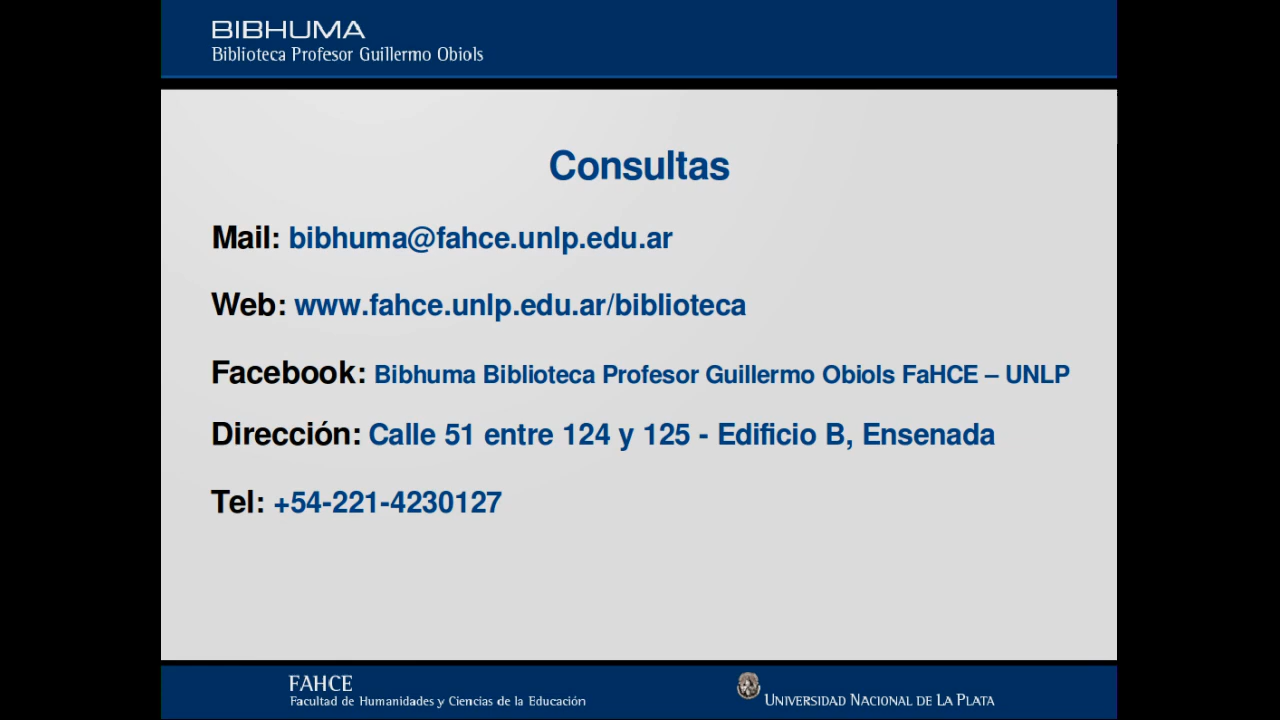 BIBHUMA
Biblioteca Profesor Guillermo Obiols
Consultas
Mail: bibhuma@fahce.unlp.edu.ar
Web: www.fahce.unlp.edu.ar/biblioteca
Facebook: Bibhuma Biblioteca Profesor Guillermo Obiols FaHCE – UNLP
Dirección: Calle 51 entre 124 y 125 - Edificio B, Ensenada
Tel: +54-221-4230127
FAHCE
Facultad de Humanidades y Ciencias de la Educación
UNIVERSIDAD NACIONAL DE LA PLATA